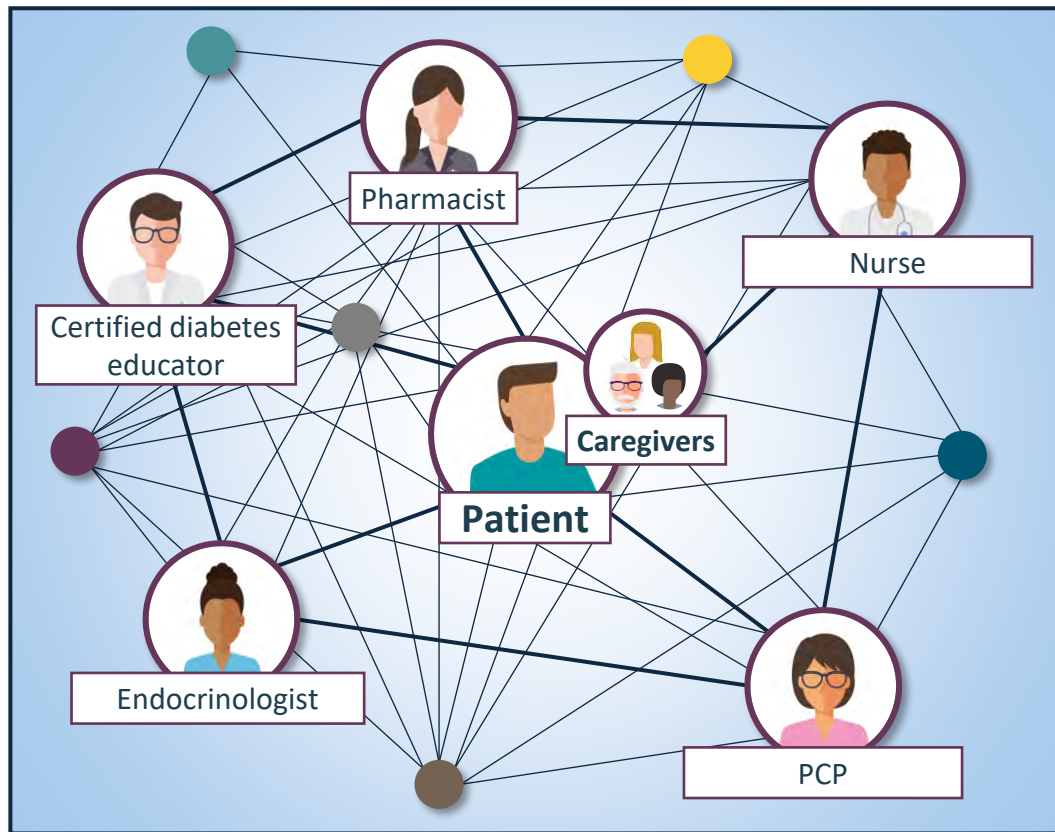 Pharmacist
Nurse
Certified diabetes
educator
Caregivers
Patient
Endocrinologist
PCP